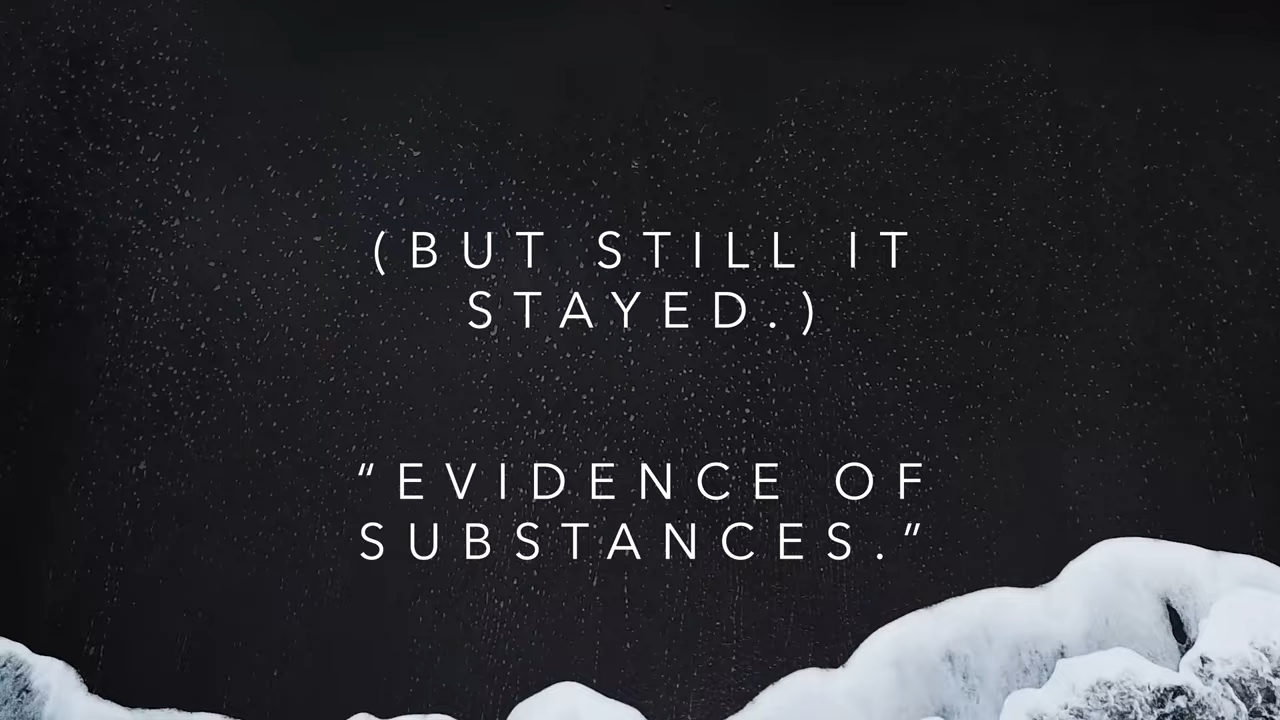 (BUT STILL IT
STAYED.)
“EVIDENCE OF
SUBSTANCES.”